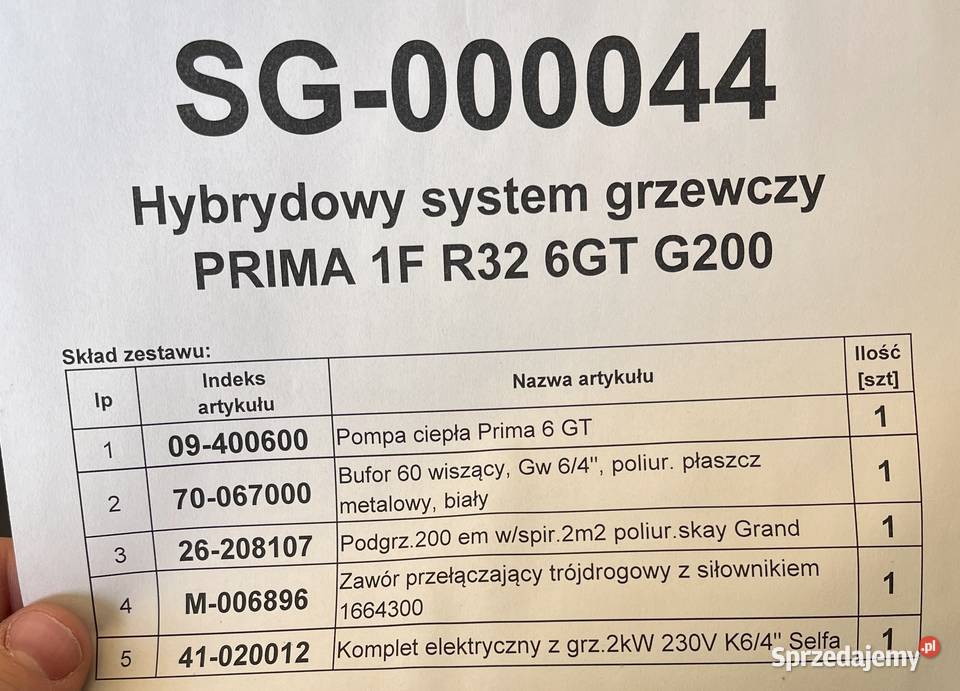 SG-000044
Hybrydowy system grzewczy
PRIMA 1F R32 6GT G200
Skład zestawu:
lp Indeks artykułu Nazwa artykułu Ilość [szt]
1 09-400600 Pompa ciepła Prima 6 GT 1
2 70-067000 Bufor 60 wiszący, Gw 6/4", poliur. płaszcz metalowy, biały 1
3 26-208107 Podgrz.200 em w/spir.2m2 poliur.skay Grand 1
4 M-006896 Zawór przełączający trójdrogowy z siłownikiem 1664300 1
5 41-020012 Komplet elektryczny z grz.2kW 230V K6/4" Selfa 1
Sprzedajemy.pl